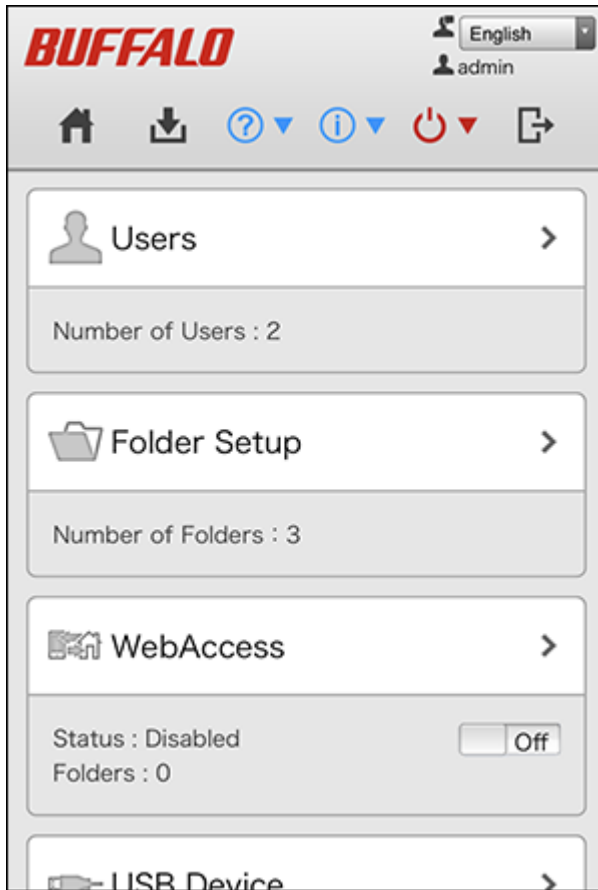 BUFFALO
English
admin
Users
Number of Users : 2
Folder Setup
Number of Folders : 3
WebAccess
Status : Disabled
Off
Folders : 0
USB Device